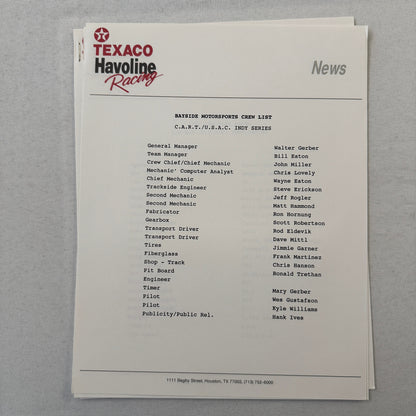 TEXACO
Havoline
Racing
News
BAYSIDE MOTORSPORTS CREW LIST
C.A.R.T./U.S.A.C. INDY SERIES
General Manager Walter Gerber
Team Manager Bill Eaton
Crew Chief/Chief Mechanic John Miller
Mechanic' Computer Analyst Chris Lovely
Chief Mechanic Wayne Eaton
Trackside Engineer Steve Erickson
Second Mechanic Jeff Rogler
Second Mechanic Matt Hammond
Fabricator Ron Hornung
Gearbox Scott Robertson
Transport Driver Rod Eldevik
Transport Driver Dave Mittl
Tires Jimmie Garner
Fiberglass Frank Martinez
Shop - Track Chris Hanson
Pit Board Ronald Trethan
Engineer
Timer Mary Gerber
Pilot Wes Gustafson
Pilot Kyle Williams
Publicity/Public Rel. Hank Ives
1111 Bagby Street, Houston, TX 77002, (713) 752-6000